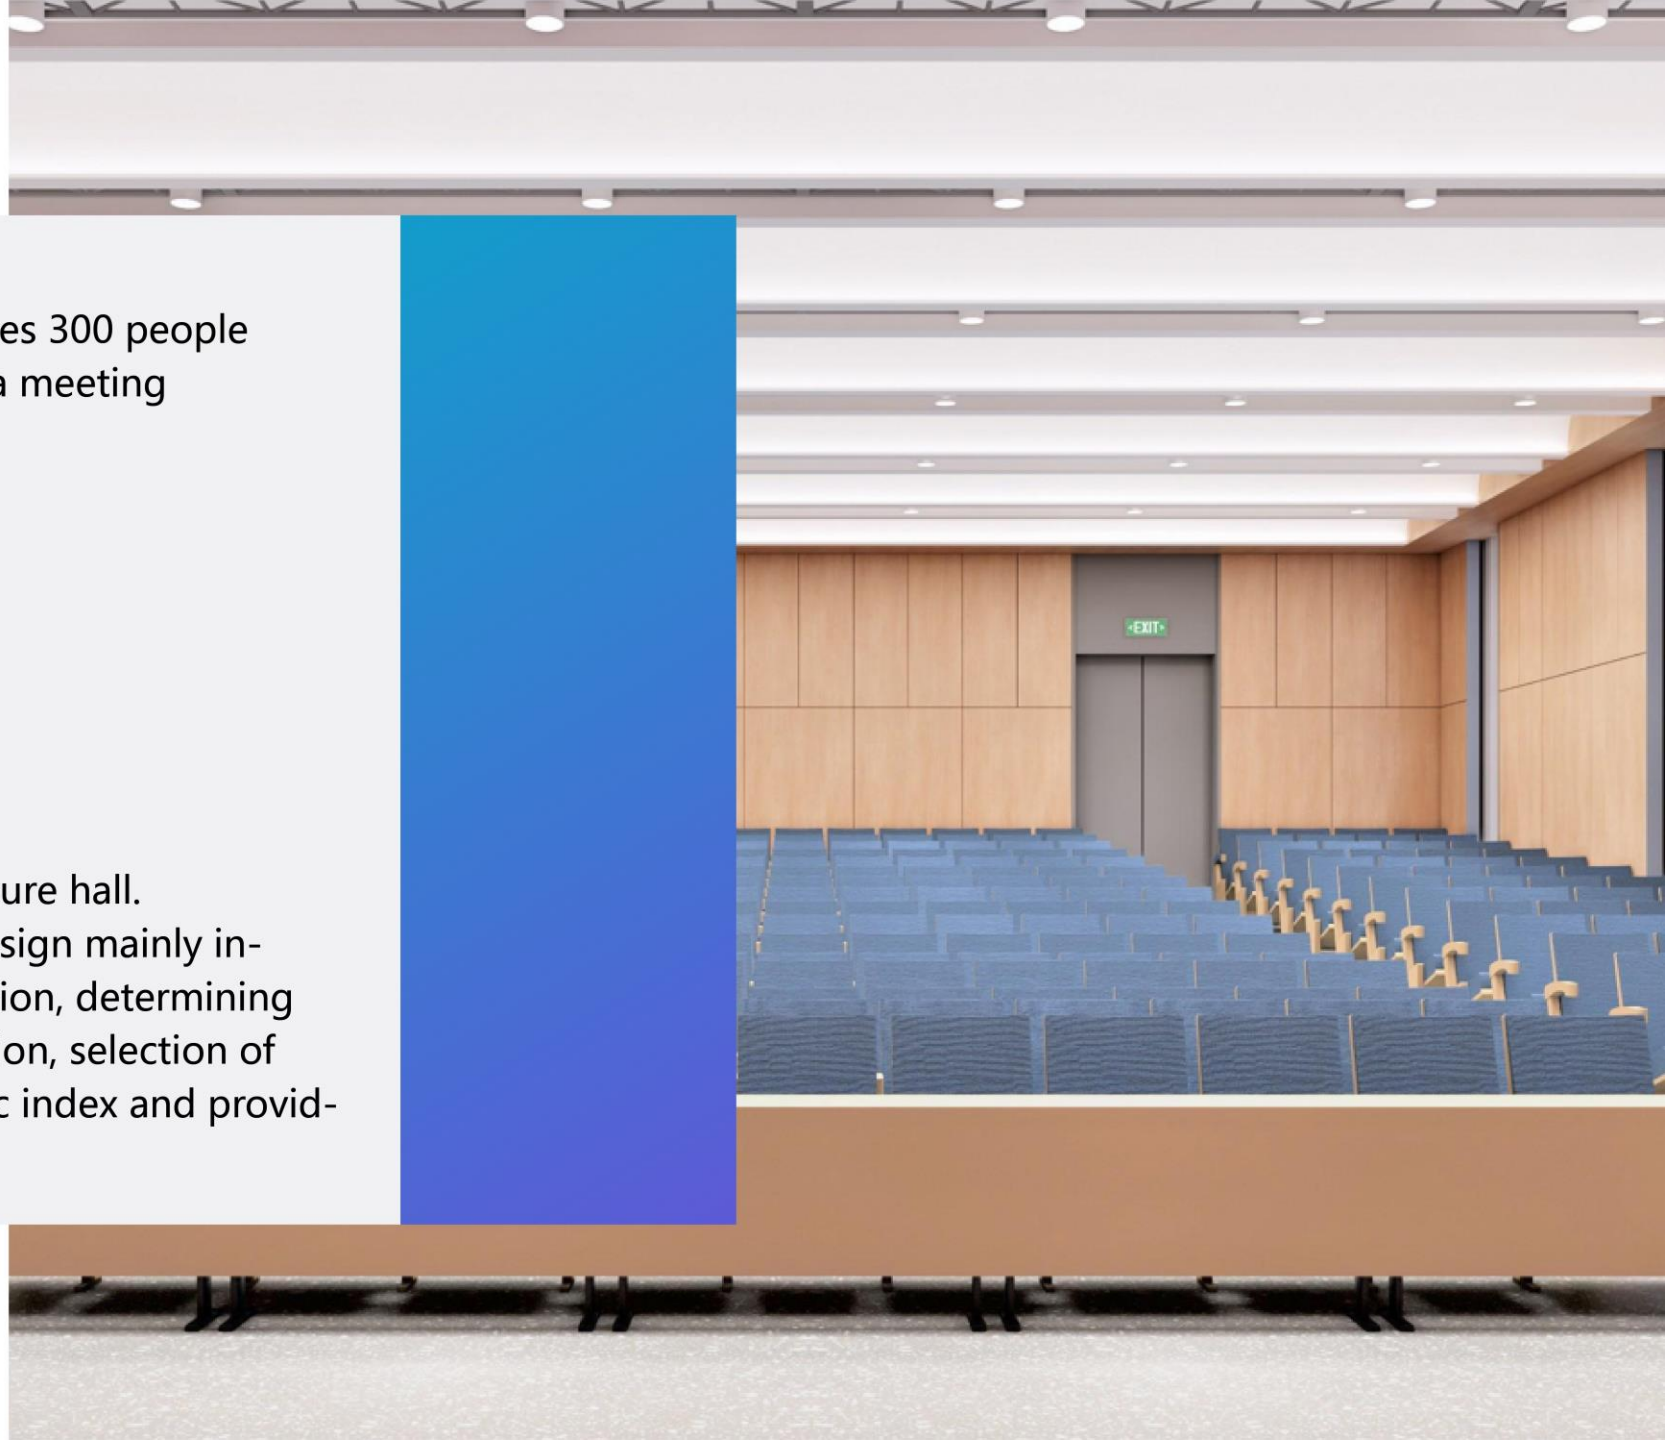 es 300 people
a meeting
ure hall.
sign mainly in-
ion, determining
on, selection of
c index and provid-
EXIT